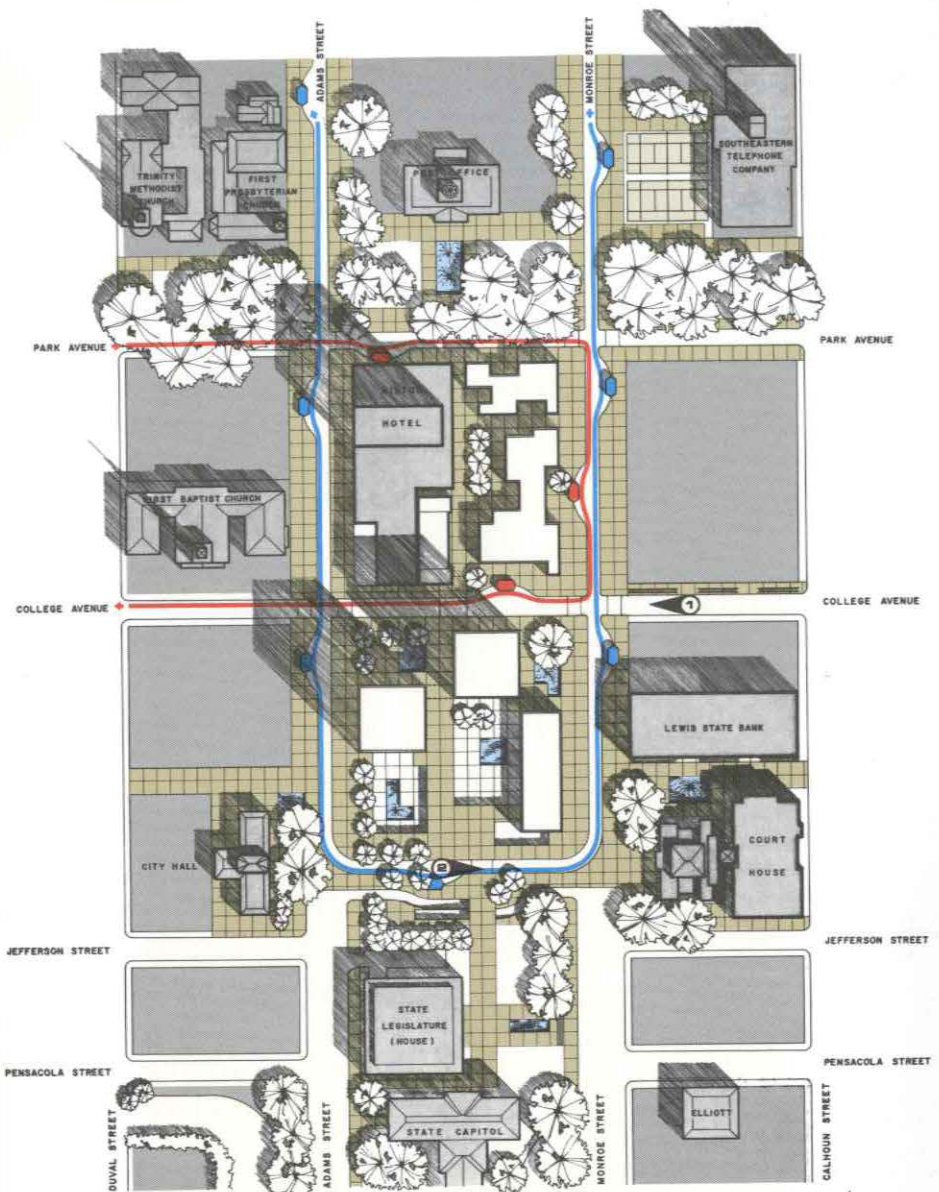 ADAMS STREET
MONROE STREET
TRINITY
METHODIST
CHURCH
FIRST
PRESBYTERIAN
CHURCH
POST OFFICE
SOUTHEASTERN
TELEPHONE
COMPANY
PARK AVENUE
PARK AVENUE
HOTEL
FIRST BAPTIST CHURCH
COLLEGE AVENUE
COLLEGE AVENUE
LEWIS STATE BANK
CITY HALL
COURT
HOUSE
JEFFERSON STREET
JEFFERSON STREET
STATE
LEGISLATURE
(HOUSE)
PENSACOLA STREET
PENSACOLA STREET
ELLIOTT
STATE CAPITOL
DUVAL STREET
ADAMS STREET
MONROE STREET
CALHOUN STREET